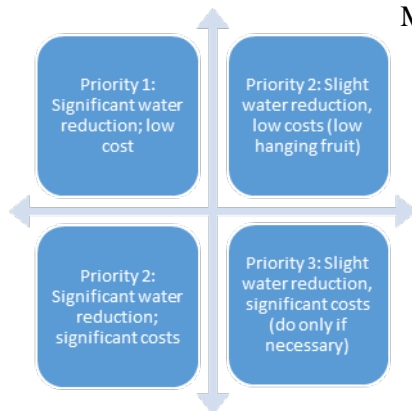 M
Priority 1:
Significant water
reduction; low
cost
Priority 2: Slight
water reduction,
low costs (low
hanging fruit)
Priority 2:
Significant water
reduction;
significant costs
Priority 3: Slight
water reduction,
significant costs
(do only if
necessary)